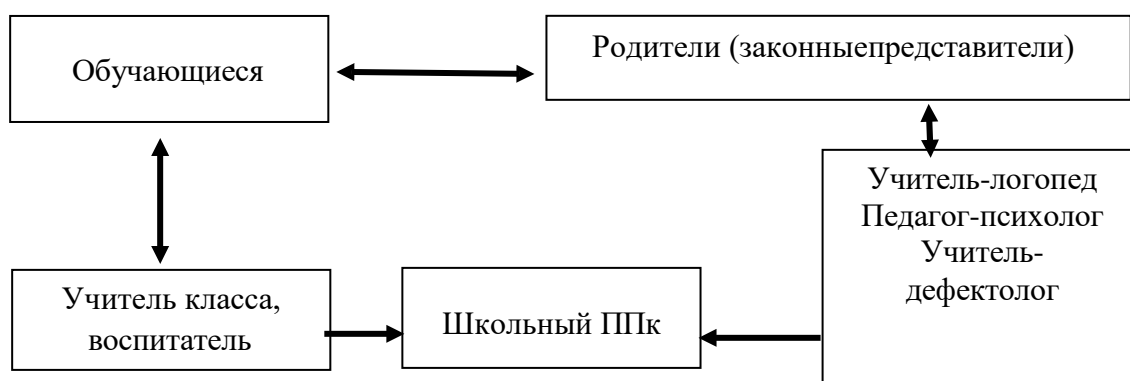 Обучающиеся
Родители (законныепредставители)
Учитель-логопед
Педагог-психолог
Учитель-
дефектолог
Учитель класса,
воспитатель
Школьный ППк